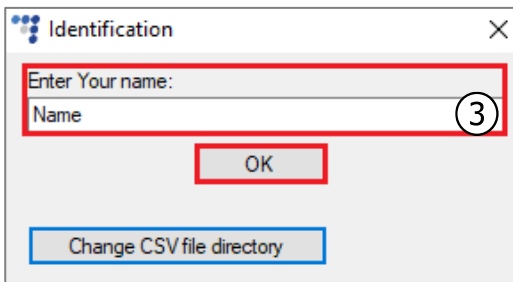 Identification
Enter Your name:
Name
③
OK
Change CSV file directory